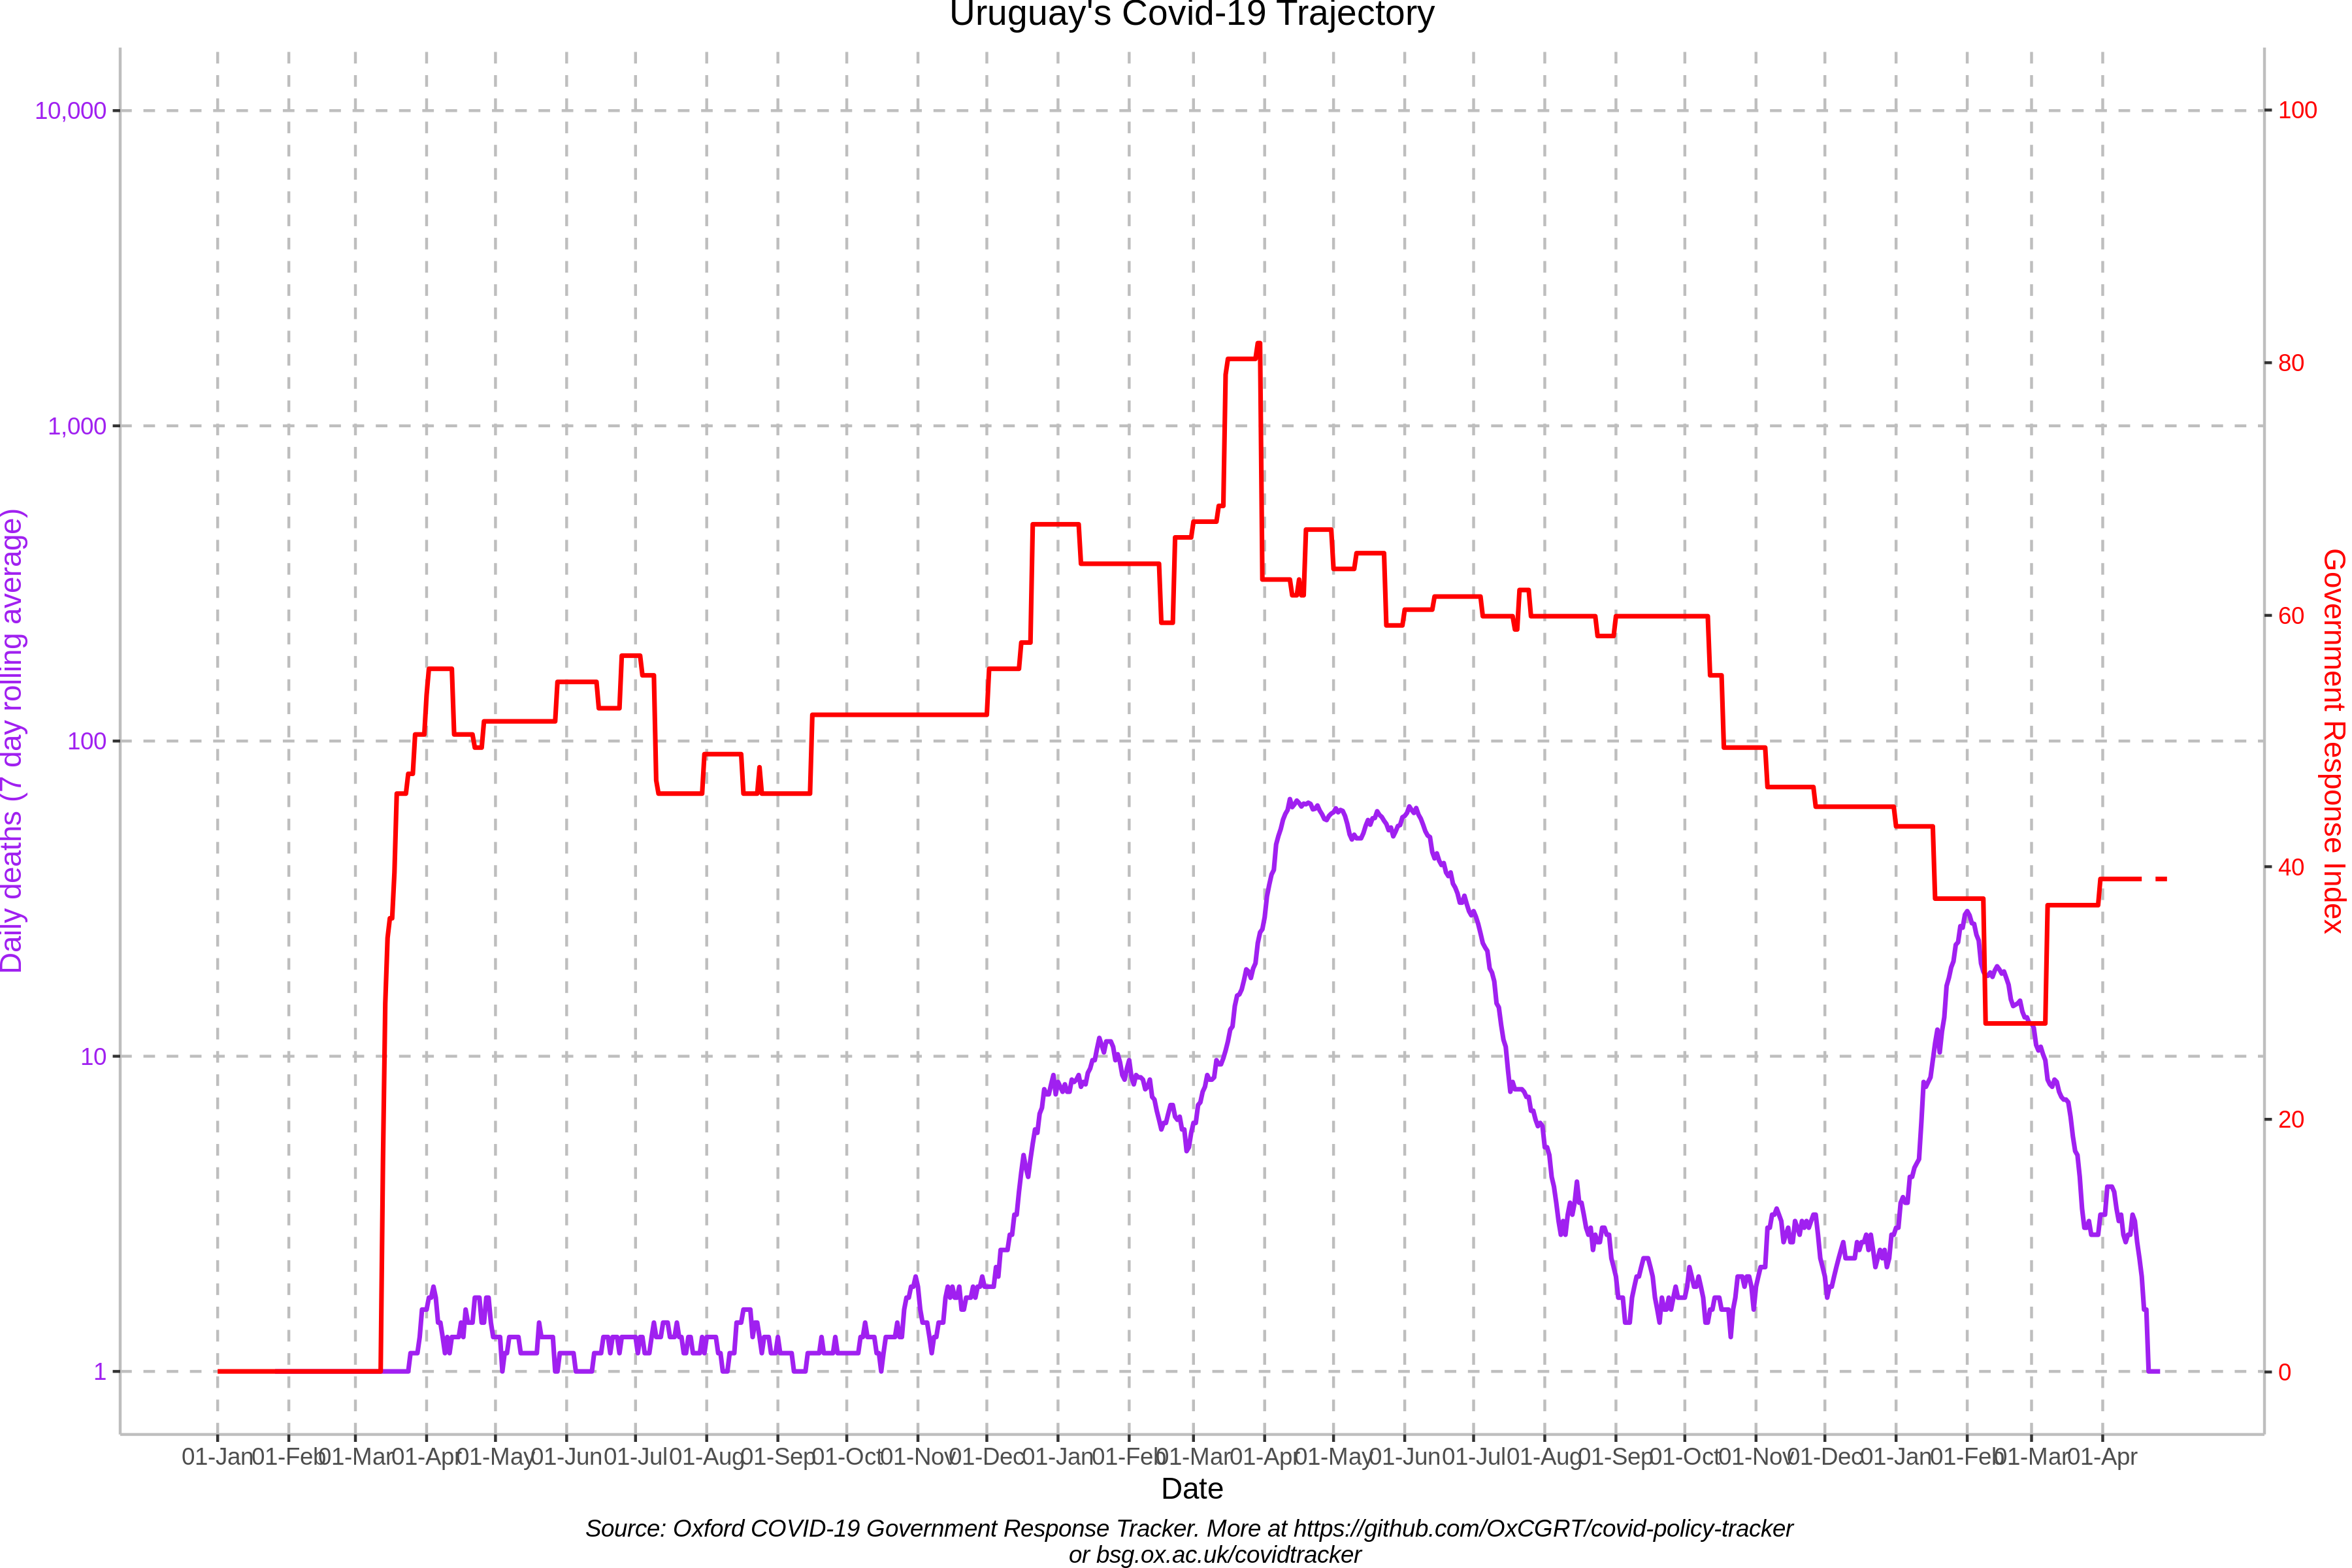 Uruguay's Covid-19 Trajectory
10,000
1,000
100
10
1
Daily deaths (7 day rolling average)
100
80
60
40
20
0
Government Response Index
01-Jan 01-Feb 01-Mar 01-Apr 01-May 01-Jun 01-Jul 01-Aug 01-Sep 01-Oct 01-Nov 01-Dec 01-Jan 01-Feb 01-Mar 01-Apr 01-May 01-Jun 01-Jul 01-Aug 01-Sep 01-Oct 01-Nov 01-Dec 01-Jan 01-Feb 01-Mar 01-Apr
Date
Source: Oxford COVID-19 Government Response Tracker. More at https://github.com/OxCGRT/covid-policy-tracker
or bsg.ox.ac.uk/covidtracker